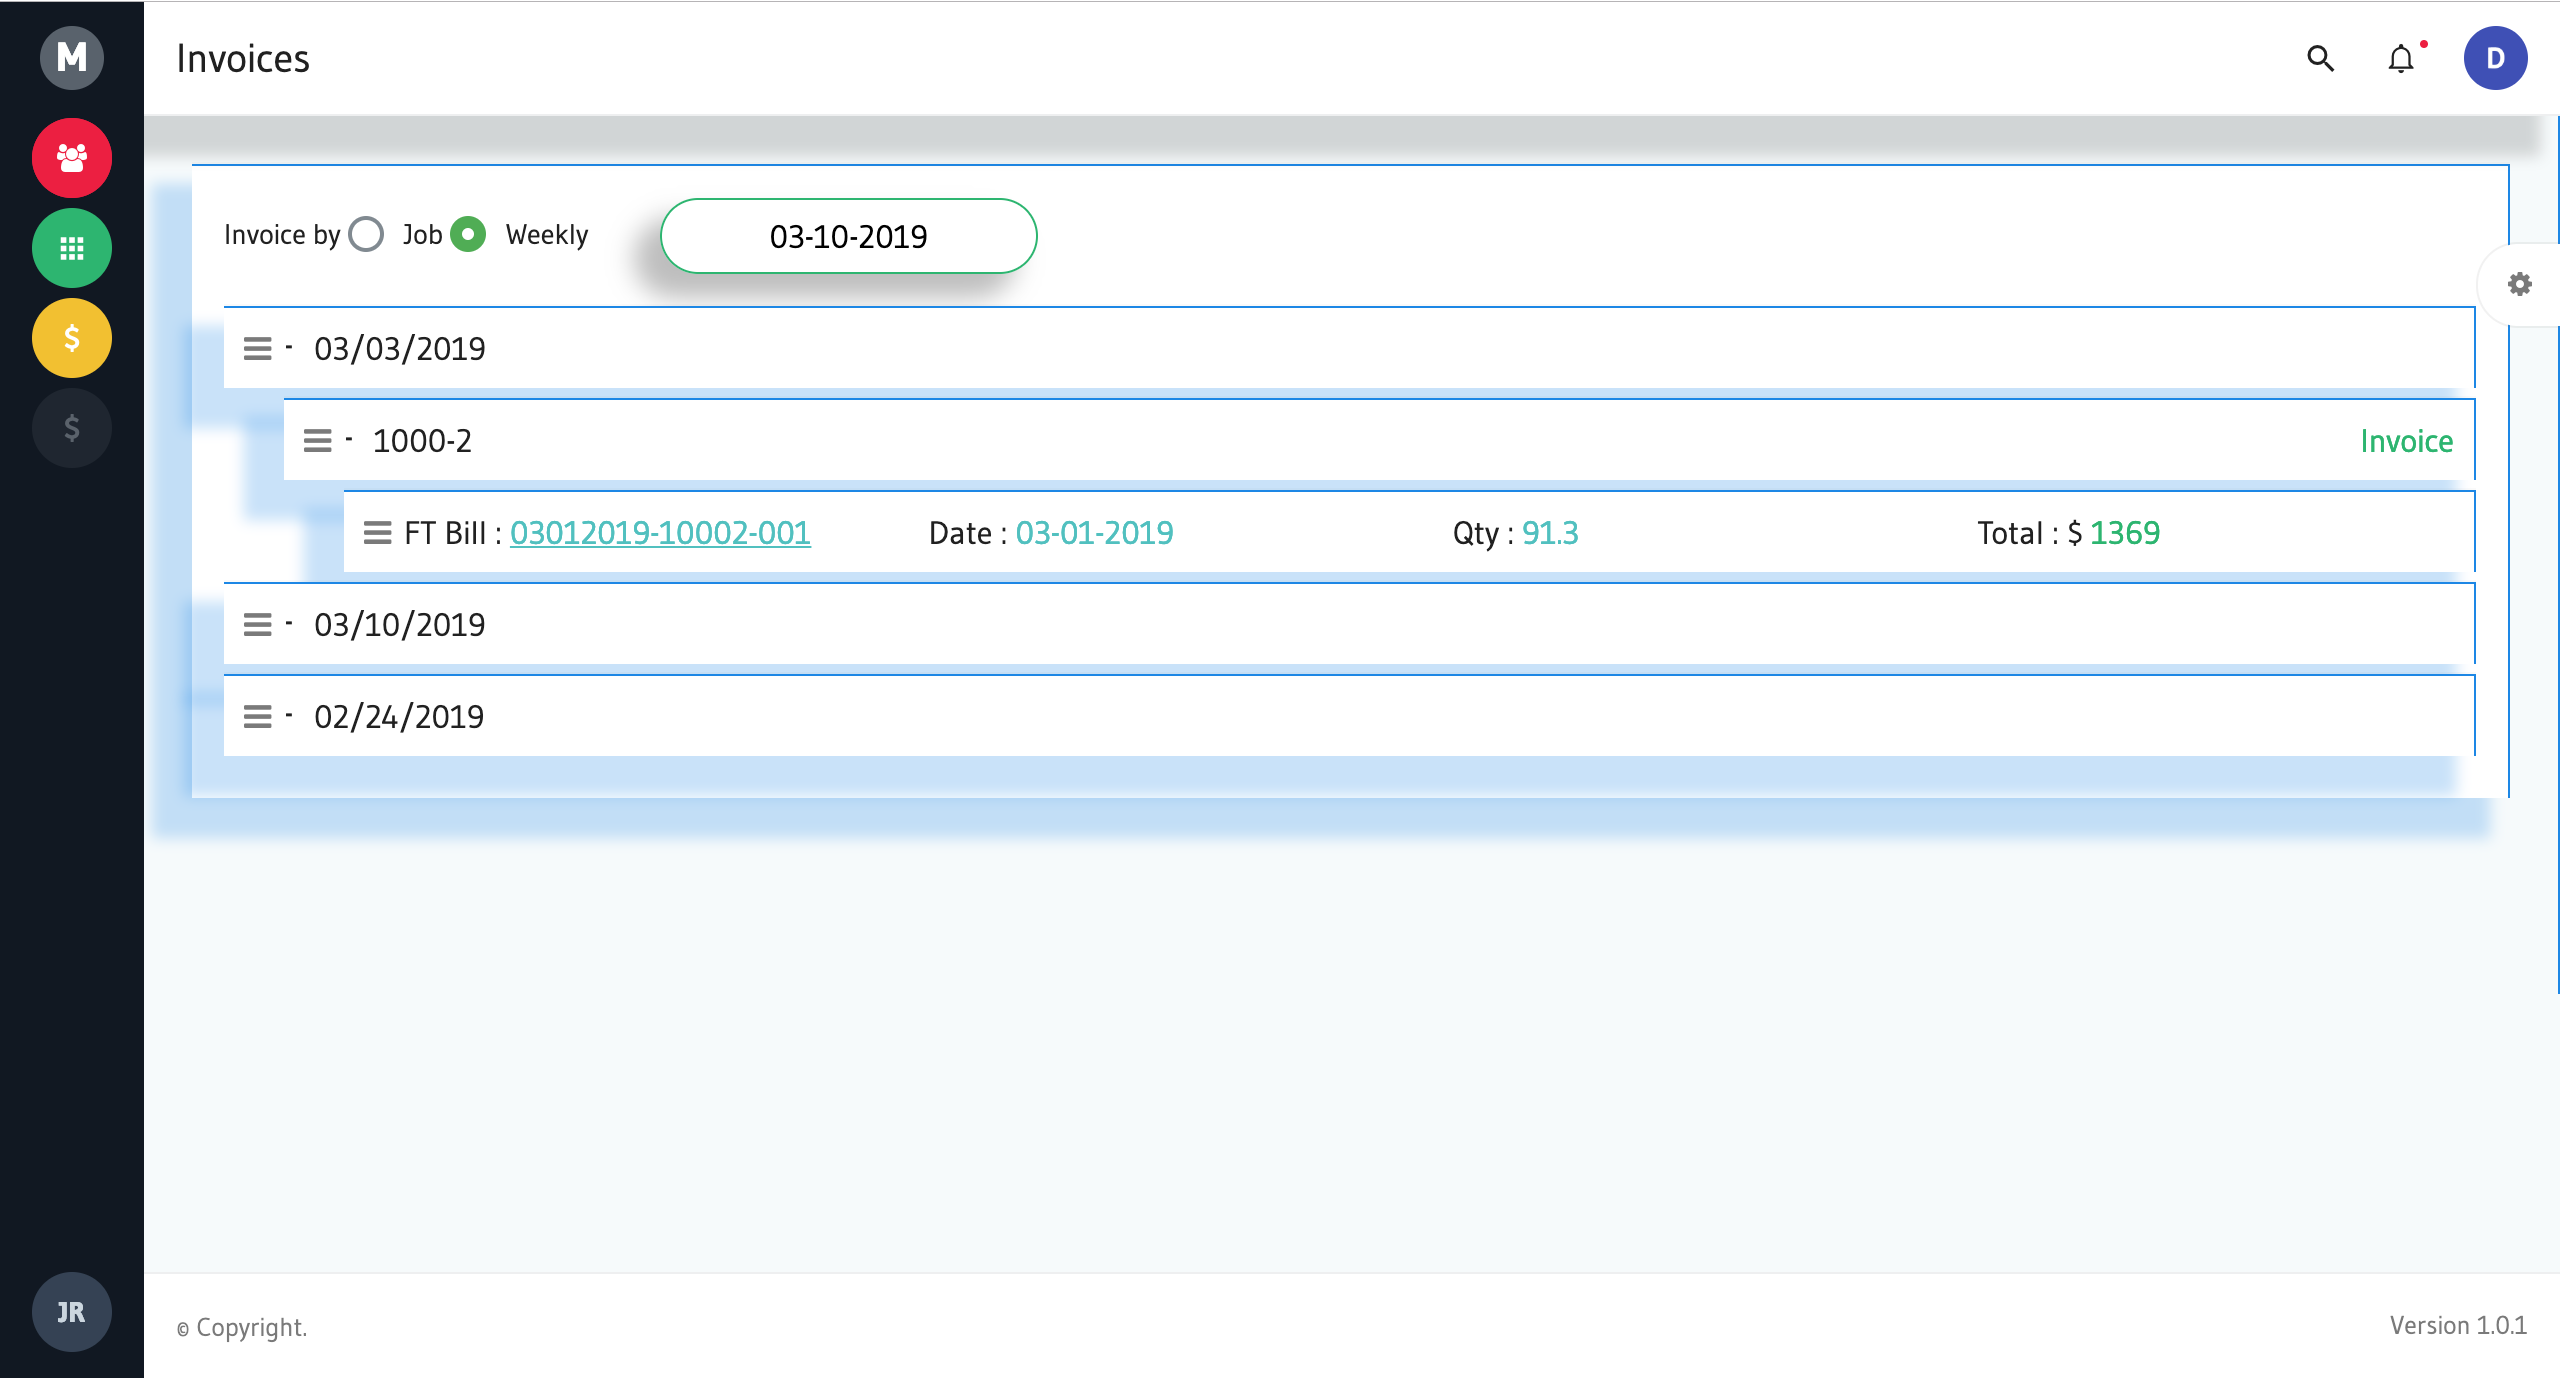 M
Invoices
D
Invoice by Job Weekly 03-10-2019
- 03/03/2019
- 1000-2 Invoice
FT Bill : 03012019-10002-001 Date : 03-01-2019 Qty : 91.3 Total : $ 1369
- 03/10/2019
- 02/24/2019
$
$
JR
© Copyright. Version 1.0.1